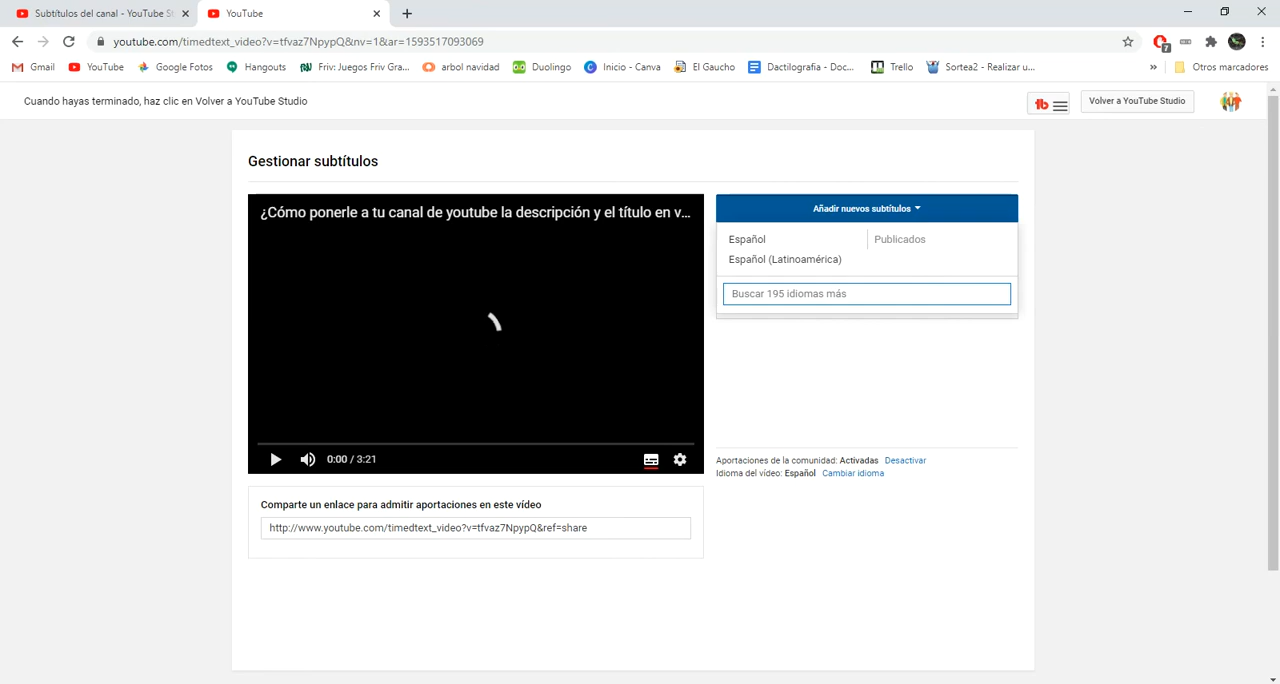 Subtítulos del canal - YouTube St
YouTube
youtube.com/timedtext_video?v=tfvaz7NpypQ&nv=1&ar=1593517093069
7
Gmail
YouTube
Google Fotos
Hangouts
Friv: Juegos Friv Gra...
arbol navidad
Duolingo
Inicio - Canva
El Gaucho
Dactilografia - Doc...
Trello
Sortea2 - Realizar u...
»
Otros marcadores
Cuando hayas terminado, haz clic en Volver a YouTube Studio
tb
Volver a YouTube Studio
Gestionar subtítulos
¿Cómo ponerle a tu canal de youtube la descripción y el título en v...
0:00 / 3:21
Añadir nuevos subtítulos
Español
Publicados
Español (Latinoamérica)
Buscar 195 idiomas más
Aportaciones de la comunidad: Activadas Desactivar
Idioma del vídeo: Español Cambiar idioma
Comparte un enlace para admitir aportaciones en este vídeo
http://www.youtube.com/timedtext_video?v=tfvaz7NpypQ&ref=share